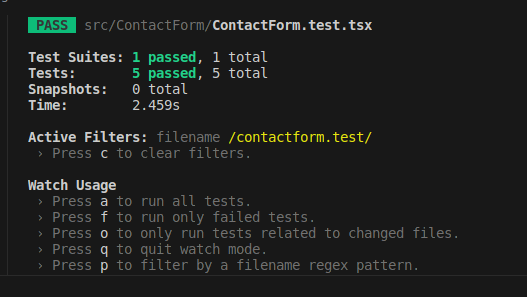 PASS src/ContactForm/ContactForm.test.tsx
Test Suites: 1 passed, 1 total
Tests: 5 passed, 5 total
Snapshots: 0 total
Time: 2.459s
Active Filters: filename /contactform.test/
› Press c to clear filters.
Watch Usage
› Press a to run all tests.
› Press f to run only failed tests.
› Press o to only run tests related to changed files.
› Press q to quit watch mode.
› Press p to filter by a filename regex pattern.